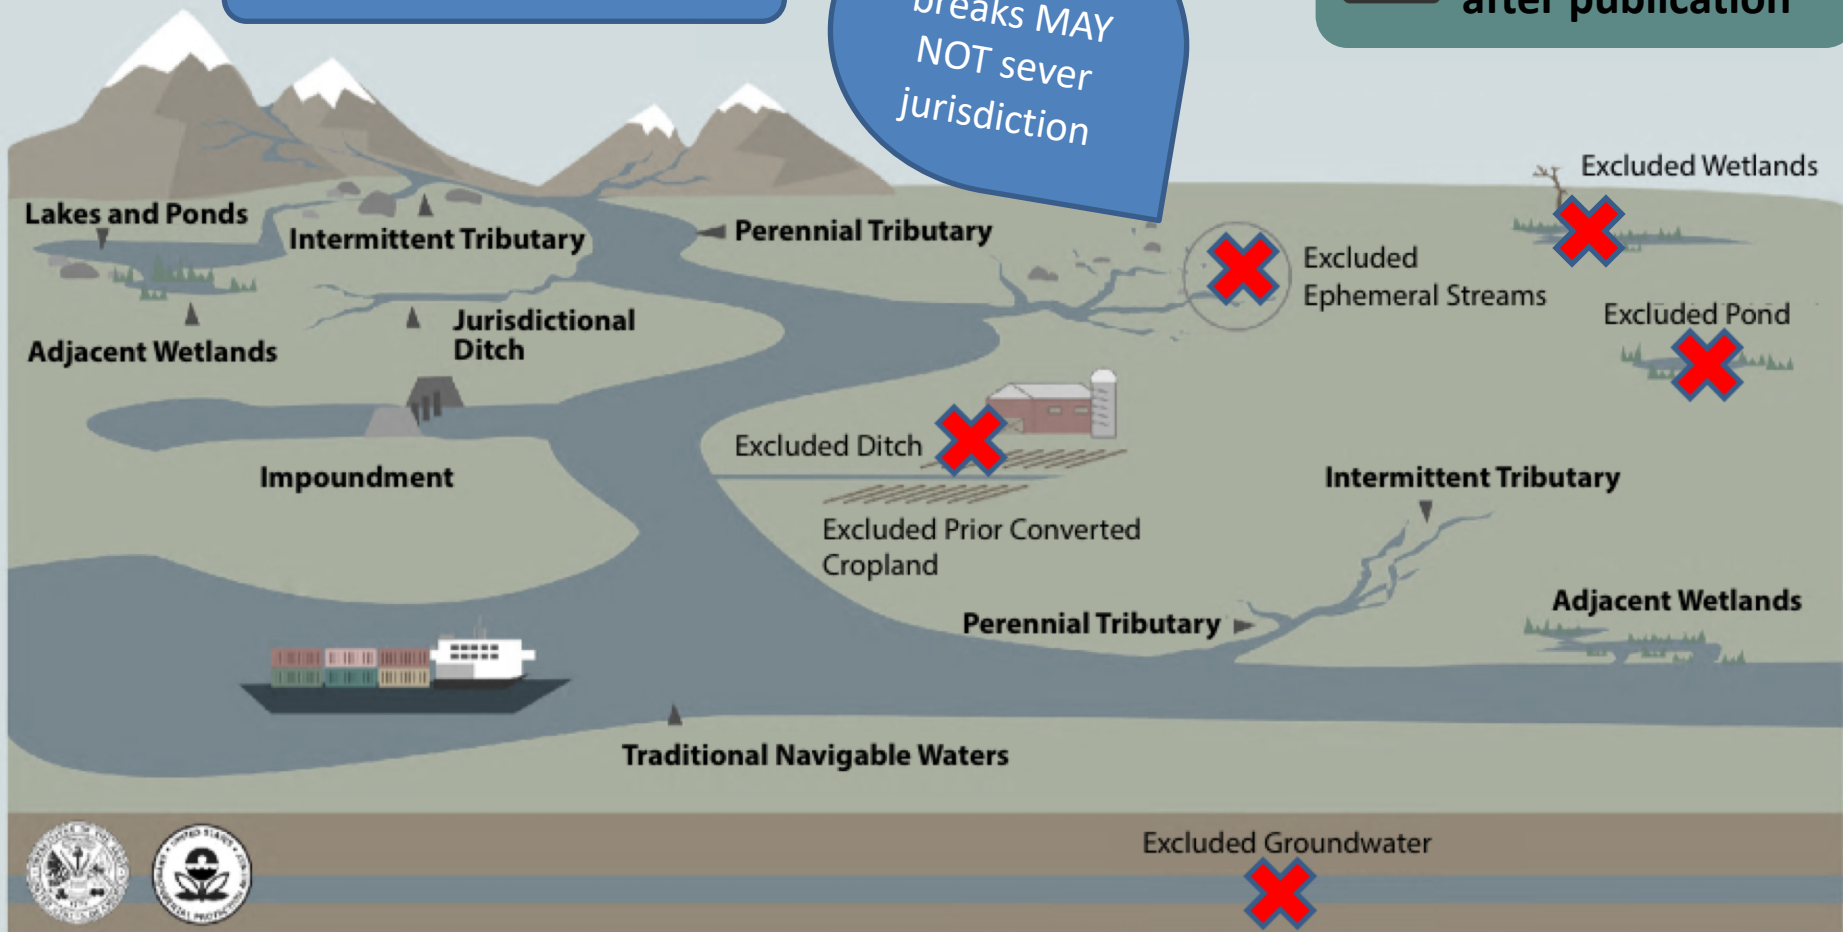 breaks MAY
NOT sever
jurisdiction
after publication
Excluded Wetlands
Lakes and Ponds
Intermittent Tributary
Perennial Tributary
Excluded
Ephemeral Streams
Excluded Pond
Adjacent Wetlands
Jurisdictional
Ditch
Excluded Ditch
Impoundment
Intermittent Tributary
Excluded Prior Converted
Cropland
Adjacent Wetlands
Perennial Tributary
Traditional Navigable Waters
Excluded Groundwater